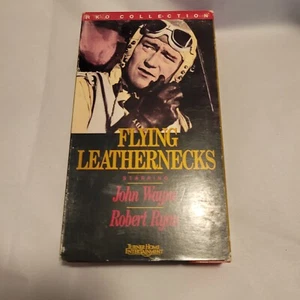 RKO COLLECTION
FLYING
LEATHERNECKS
STARRING
John Wayne
Robert Ryan
TURNER HOME
ENTERTAINMENT